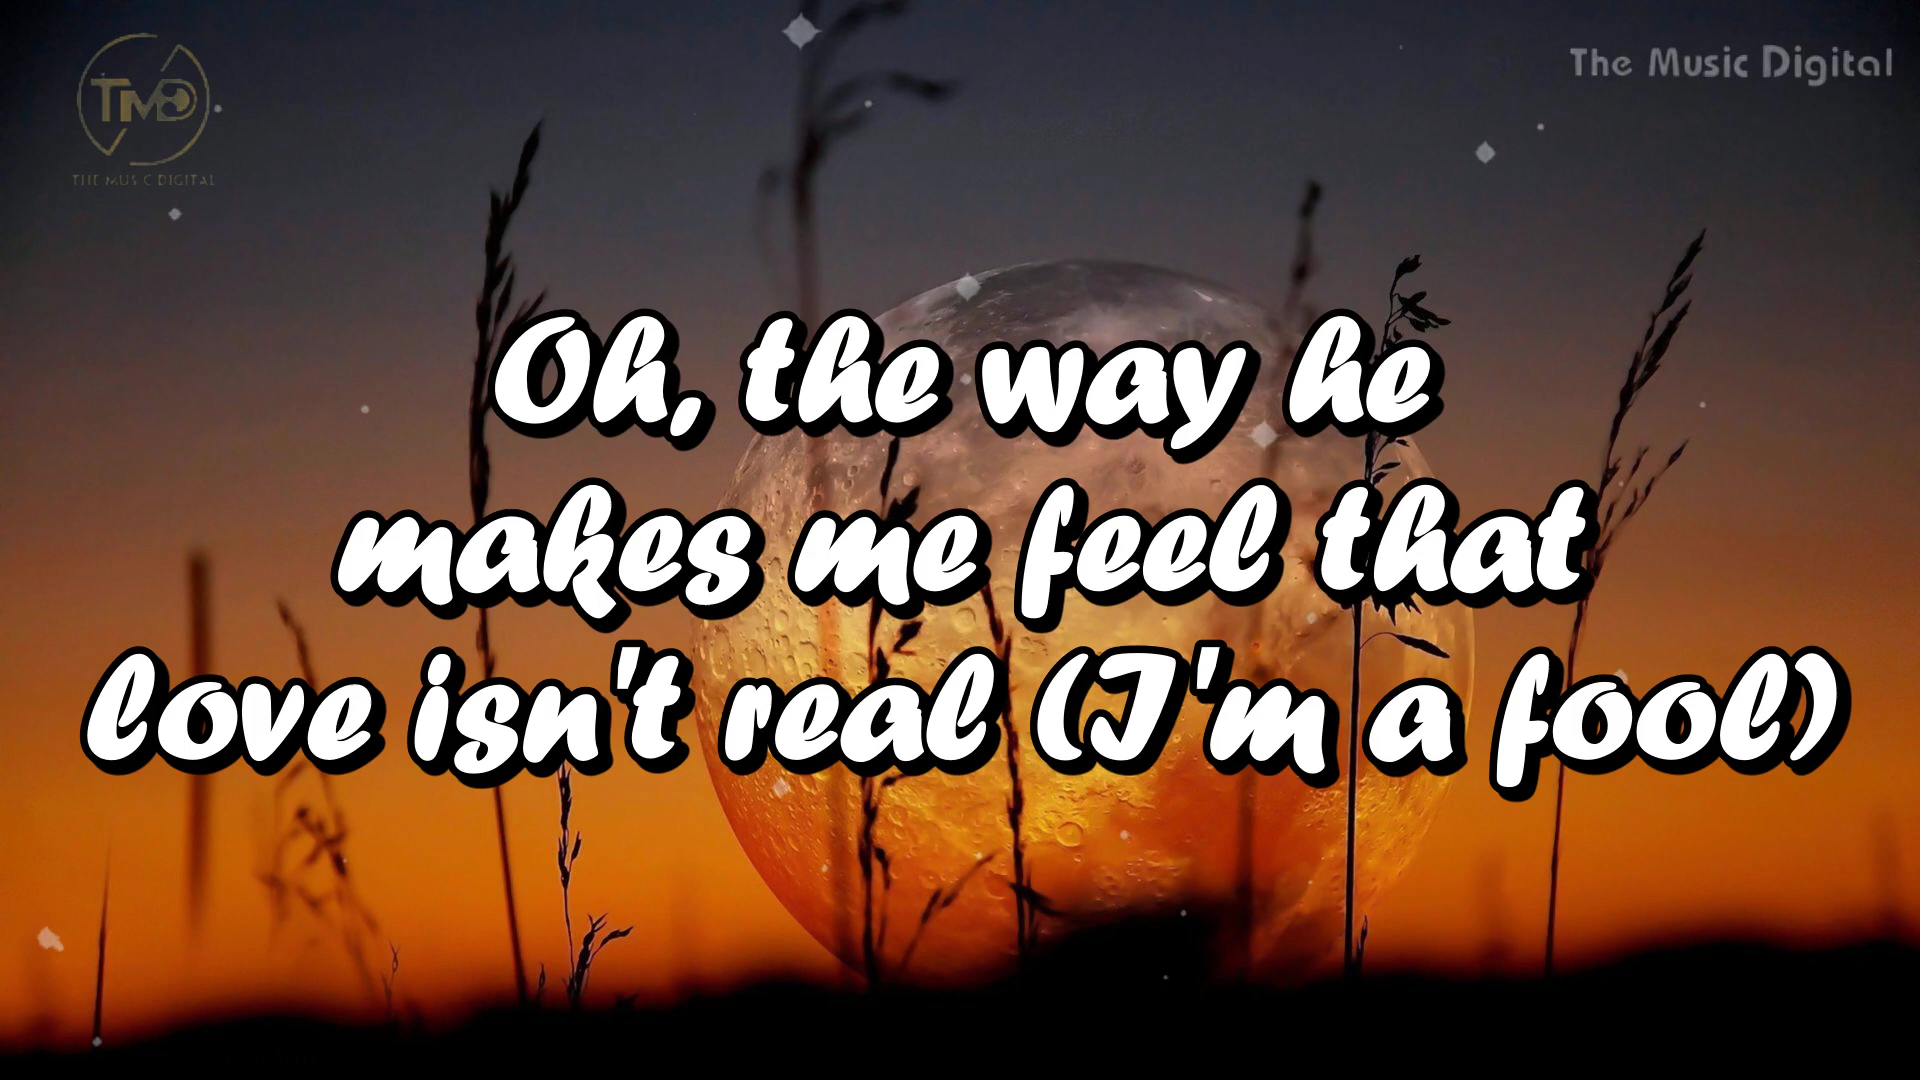 TMD
THE MUSIC DIGITAL
The Music Digital
Oh, the way he
makes me feel that
love isn't real (I'm a fool)